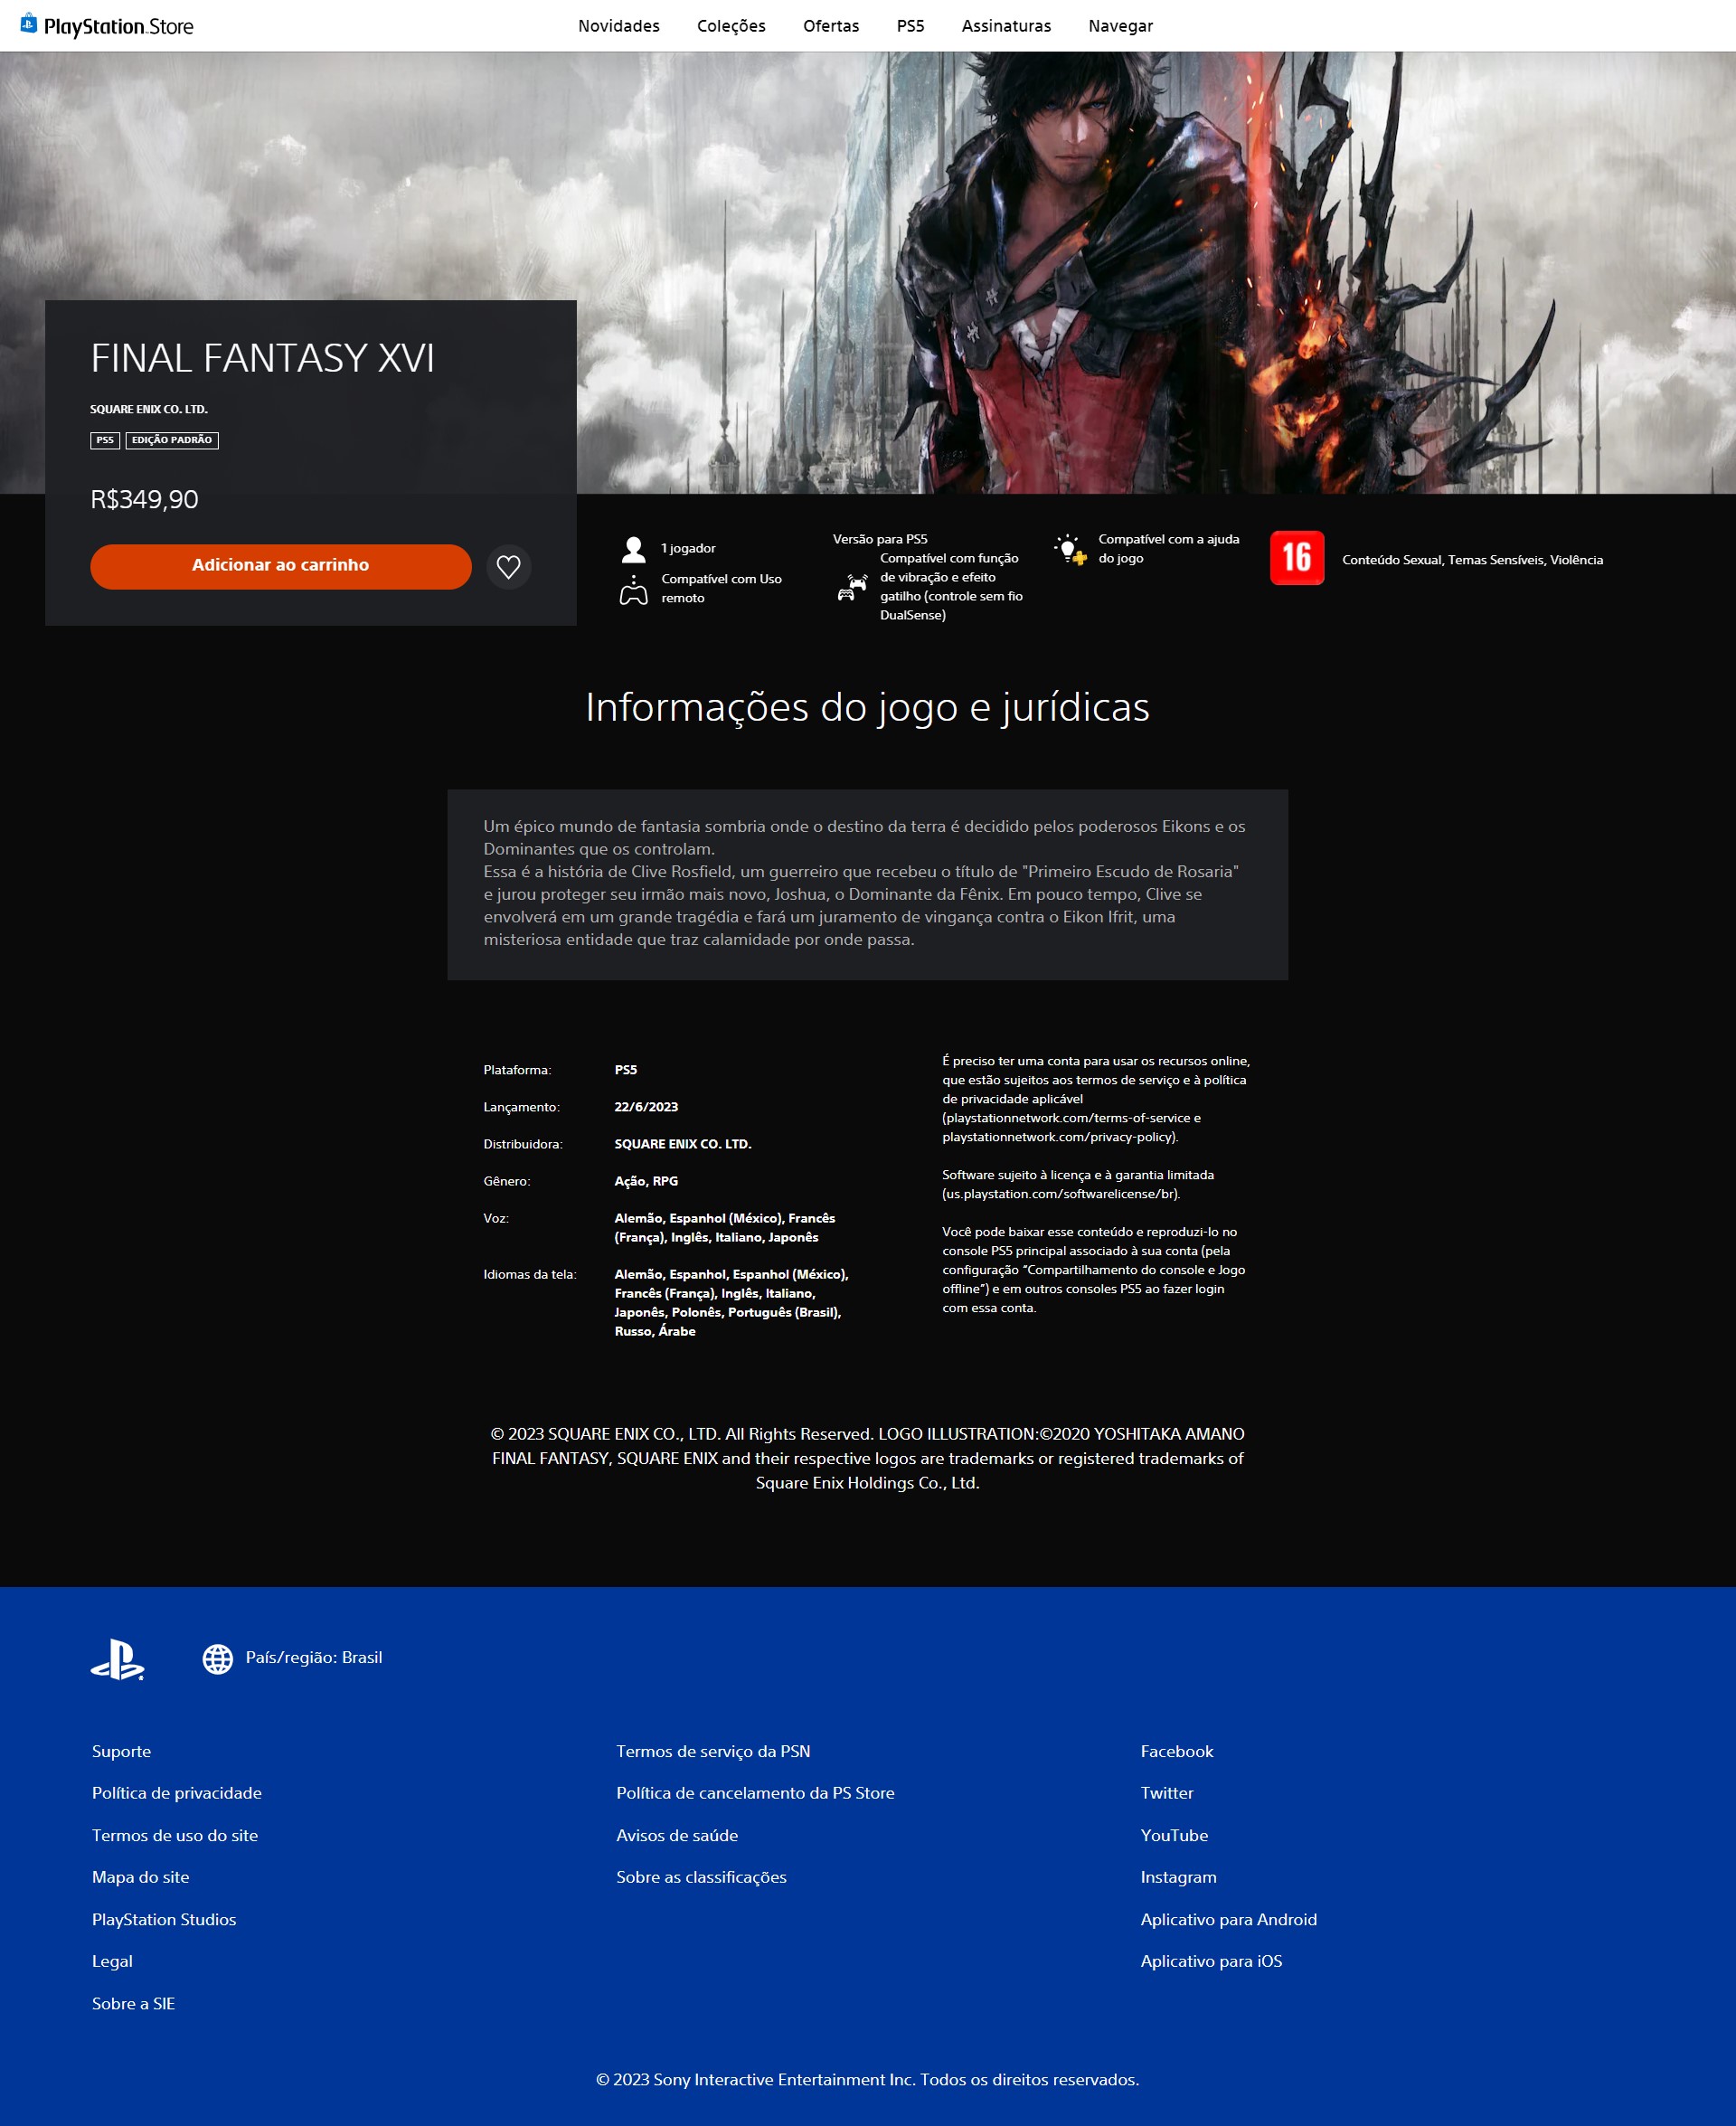 PlayStation Store
Novidades
Coleções
Ofertas
PS5
Assinaturas
Navegar
FINAL FANTASY XVI
SQUARE ENIX CO. LTD.
PS5
EDIÇÃO PADRÃO
R$349,90
Adicionar ao carrinho
1 jogador
Compatível com Uso
remoto
Versão para PS5
Compatível com função
de vibração e efeito
gatilho (controle sem fio
DualSense)
Compatível com a ajuda
do jogo
16
Conteúdo Sexual, Temas Sensíveis, Violência
Informações do jogo e jurídicas
Um épico mundo de fantasia sombria onde o destino da terra é decidido pelos poderosos Eikons e os
Dominantes que os controlam.
Essa é a história de Clive Rosfield, um guerreiro que recebeu o título de "Primeiro Escudo de Rosaria"
e jurou proteger seu irmão mais novo, Joshua, o Dominante da Fênix. Em pouco tempo, Clive se
envolverá em um grande tragédia e fará um juramento de vingança contra o Eikon Ifrit, uma
misteriosa entidade que traz calamidade por onde passa.
Plataforma: PS5
Lançamento: 22/6/2023
Distribuidora: SQUARE ENIX CO. LTD.
Gênero: Ação, RPG
Voz: Alemão, Espanhol (México), Francês
(França), Inglês, Italiano, Japonês
Idiomas da tela: Alemão, Espanhol, Espanhol (México),
Francês (França), Inglês, Italiano,
Japonês, Polonês, Português (Brasil),
Russo, Árabe
É preciso ter uma conta para usar os recursos online,
que estão sujeitos aos termos de serviço e à política
de privacidade aplicável
(playstationnetwork.com/terms-of-service e
playstationnetwork.com/privacy-policy).
Software sujeito à licença e à garantia limitada
(us.playstation.com/softwarelicense/br).
Você pode baixar esse conteúdo e reproduzi-lo no
console PS5 principal associado à sua conta (pela
configuração “Compartilhamento do console e Jogo
offline”) e em outros consoles PS5 ao fazer login
com essa conta.
© 2023 SQUARE ENIX CO., LTD. All Rights Reserved. LOGO ILLUSTRATION:©2020 YOSHITAKA AMANO
FINAL FANTASY, SQUARE ENIX and their respective logos are trademarks or registered trademarks of
Square Enix Holdings Co., Ltd.
País/região: Brasil
Suporte
Política de privacidade
Termos de uso do site
Mapa do site
PlayStation Studios
Legal
Sobre a SIE
Termos de serviço da PSN
Política de cancelamento da PS Store
Avisos de saúde
Sobre as classificações
Facebook
Twitter
YouTube
Instagram
Aplicativo para Android
Aplicativo para iOS
© 2023 Sony Interactive Entertainment Inc. Todos os direitos reservados.